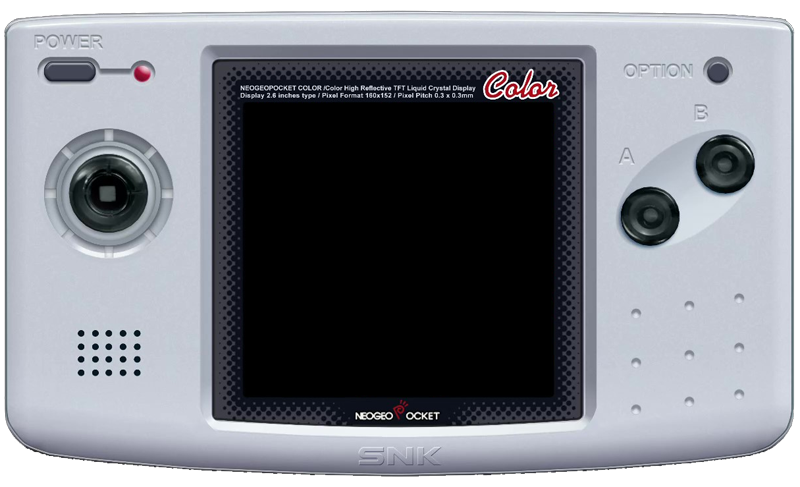 POWER
NEOGEOPOCKET COLOR /Color High Reflective TFT Liquid Crystal Display
Display 2.6 inches type / Pixel Format 160x152 / Pixel Pitch 0.3 x 0.3mm
Color
OPTION
B
A
NEOGEO POCKET
SNK